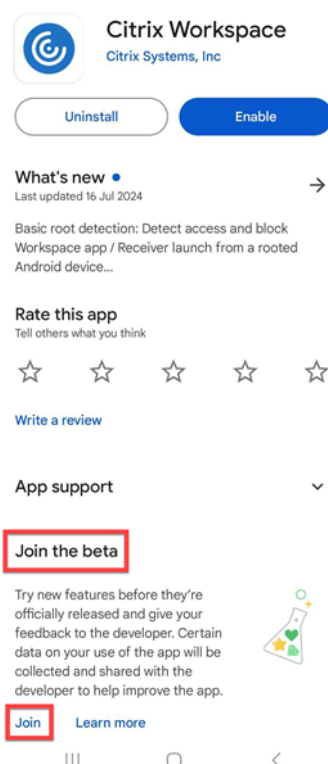 Citrix Workspace
Citrix Systems, Inc
Uninstall
Enable
What's new
Last updated 16 Jul 2024
Basic root detection: Detect access and block
Workspace app / Receiver launch from a rooted
Android device...
Rate this app
Tell others what you think
Write a review
App support
Join the beta
Try new features before they're
officially released and give your
feedback to the developer. Certain
data on your use of the app will be
collected and shared with the
developer to help improve the app.
Join
Learn more